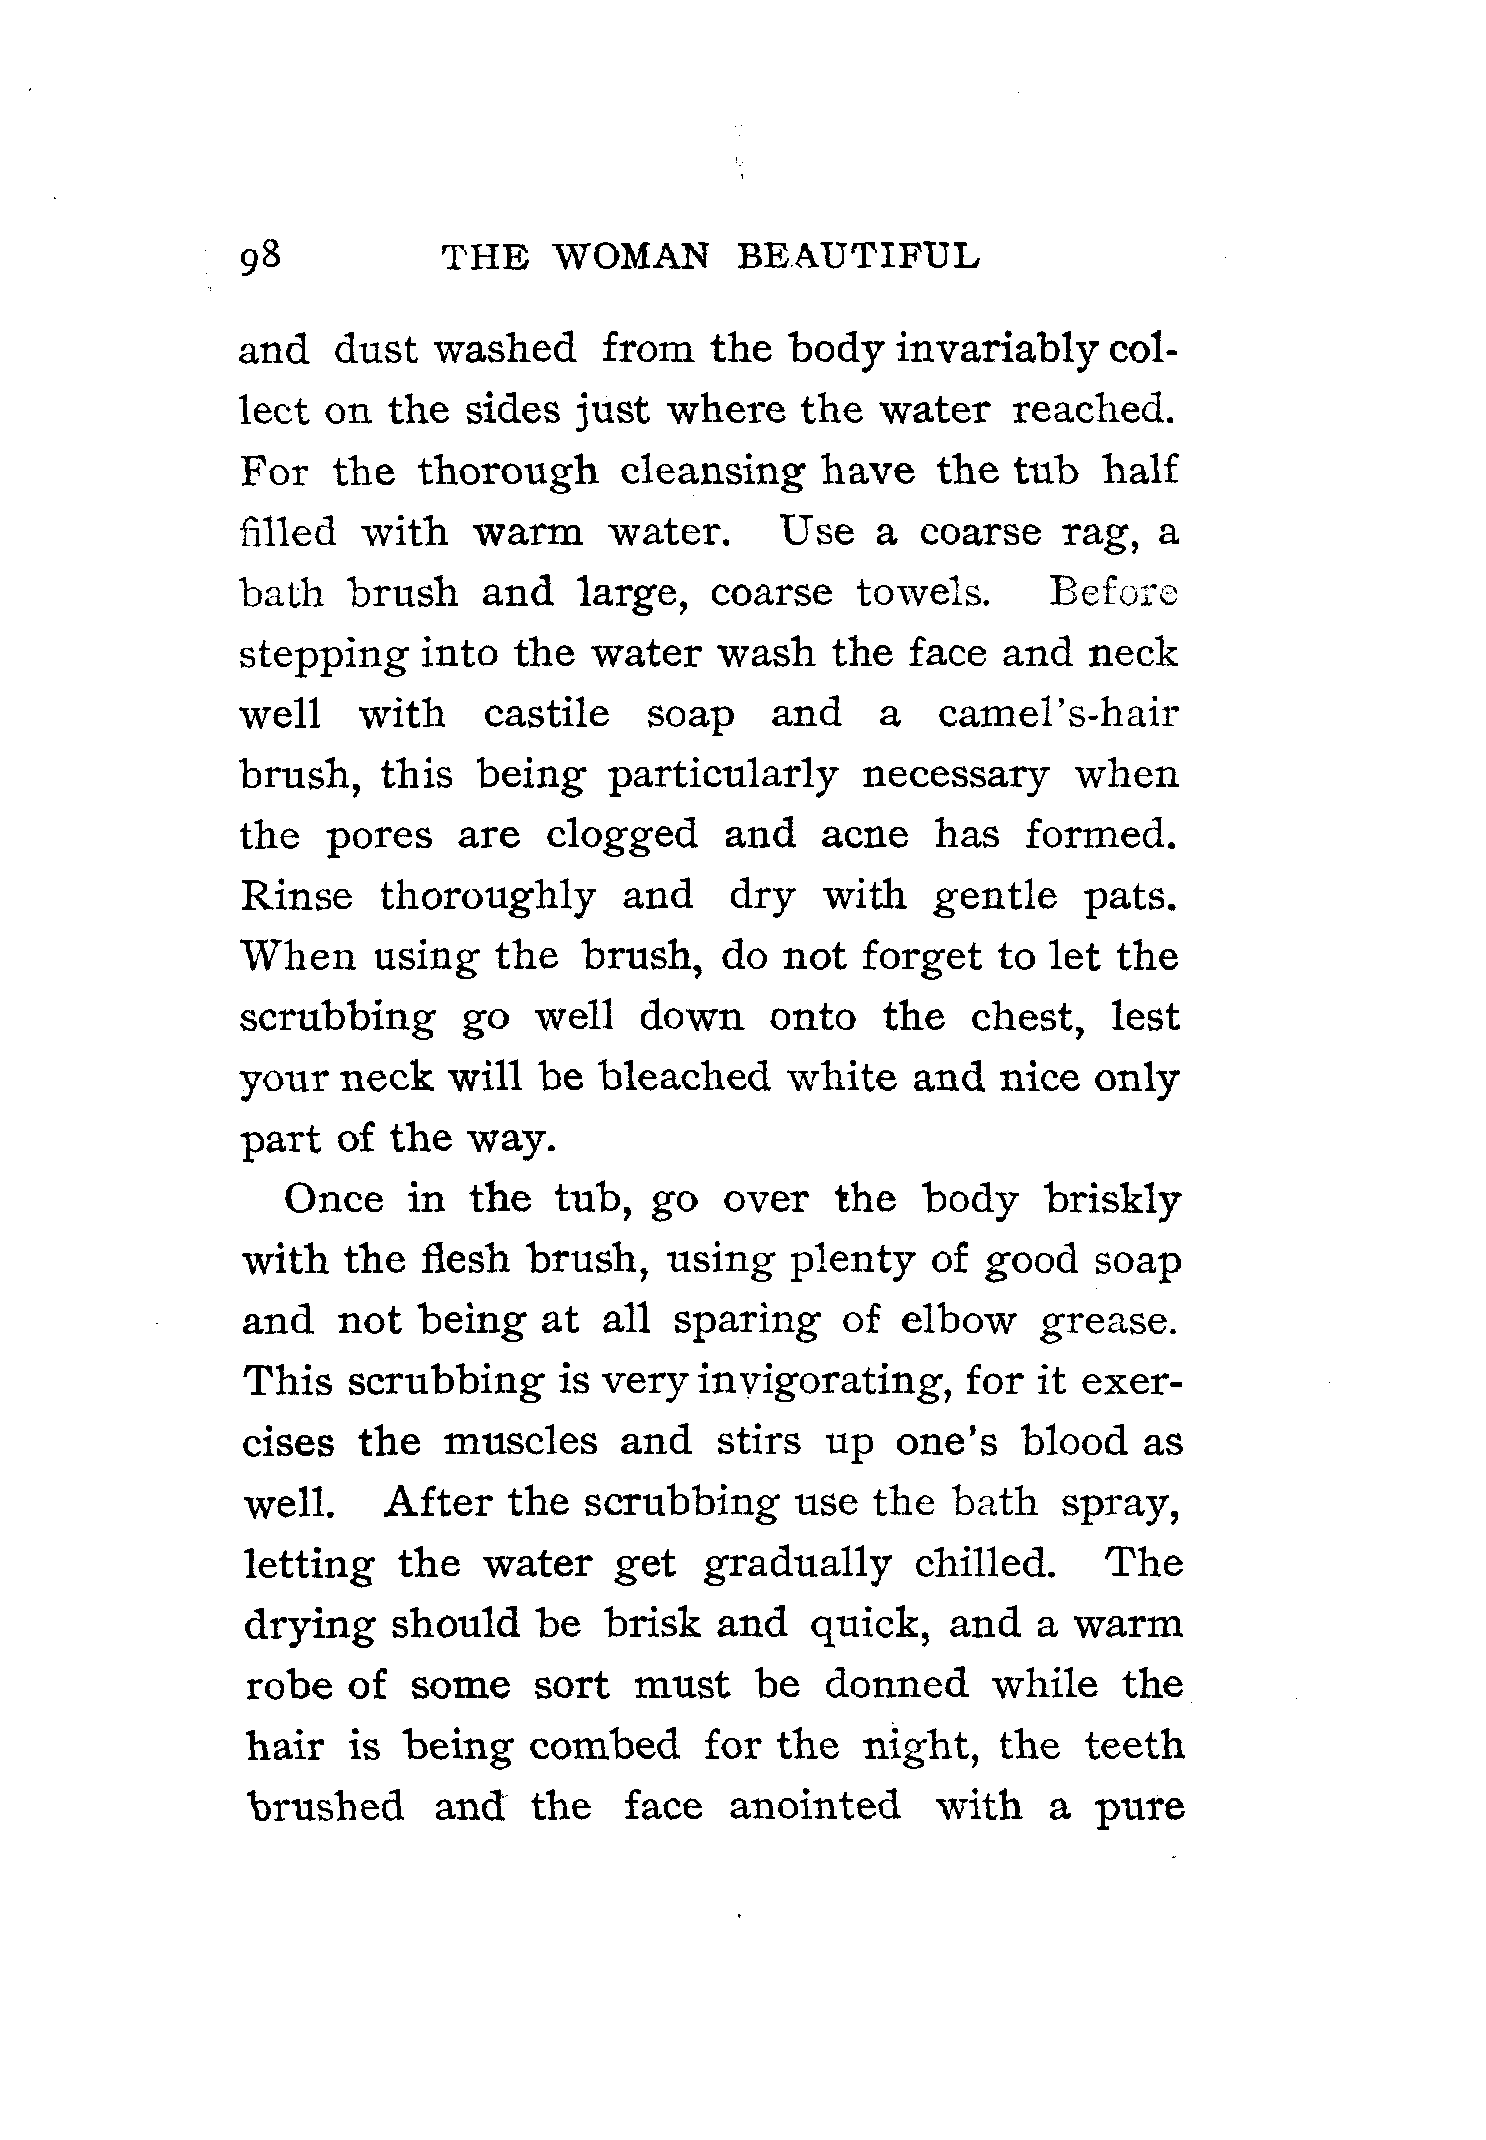 98 THE WOMAN BEAUTIFUL
and dust washed from the body invariably col-
lect on the sides just where the water reached.
For the thorough cleansing have the tub half
filled with warm water. Use a coarse rag, a
bath brush and large, coarse towels. Before
stepping into the water wash the face and neck
well with castile soap and a camel's-hair
brush, this being particularly necessary when
the pores are clogged and acne has formed.
Rinse thoroughly and dry with gentle pats.
When using the brush, do not forget to let the
scrubbing go well down onto the chest, lest
your neck will be bleached white and nice only
part of the way.
Once in the tub, go over the body briskly
with the flesh brush, using plenty of good soap
and not being at all sparing of elbow grease.
This scrubbing is very invigorating, for it exer-
cises the muscles and stirs up one's blood as
well. After the scrubbing use the bath spray,
letting the water get gradually chilled. The
drying should be brisk and quick, and a warm
robe of some sort must be donned while the
hair is being combed for the night, the teeth
brushed and the face anointed with a pure